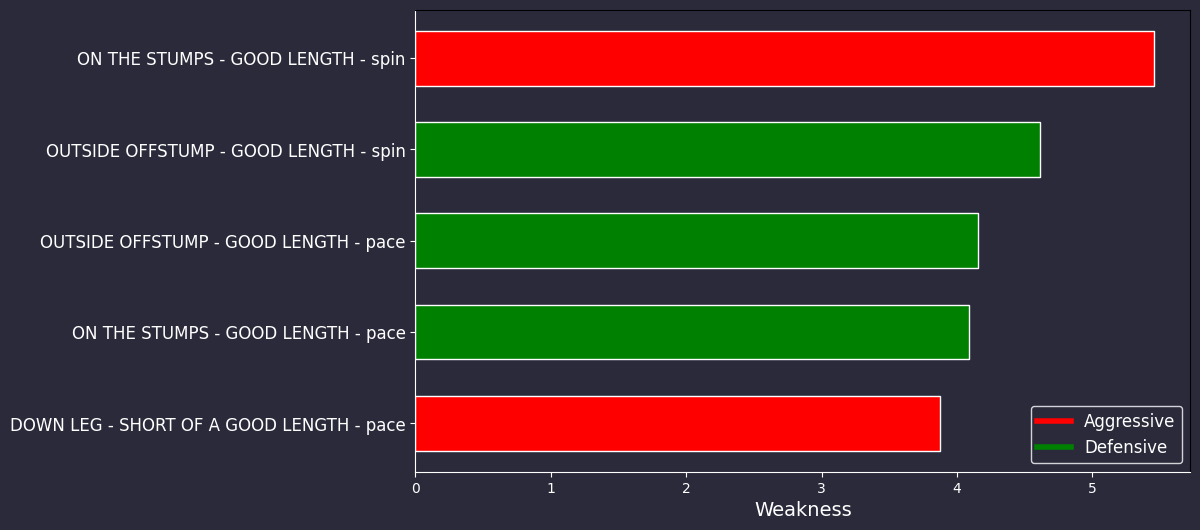 ON THE STUMPS - GOOD LENGTH - spin
OUTSIDE OFFSTUMP - GOOD LENGTH - spin
OUTSIDE OFFSTUMP - GOOD LENGTH - pace
ON THE STUMPS - GOOD LENGTH - pace
DOWN LEG - SHORT OF A GOOD LENGTH - pace
Aggressive
Defensive
0 1 2 3 4 5
Weakness